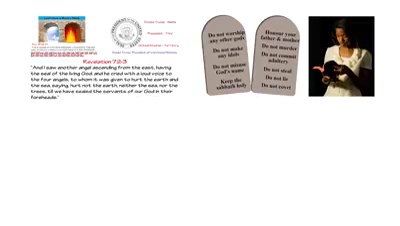 Revelation 7:2-3
"And I saw another angel ascending from the east, having
the seal of the living God: and he cried with a loud voice to
the four angels, to whom it was given to hurt the earth and
the sea, saying, hurt not the earth, neither the sea, nor the
trees, till we have sealed the servants of our God in their
foreheads."
Do not worship
any other gods
Do not make
any idols
Do not misuse
God's name
Keep the
sabbath holy
Honour your
father & mother
Do not murder
Do not commit
adultery
Do not steal
Do not lie
Do not covet